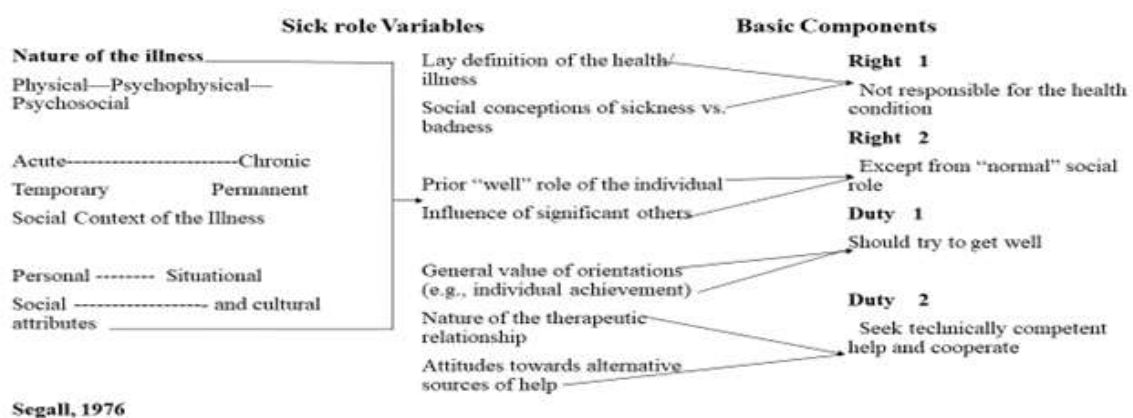 Sick role Variables
Basic Components
Nature of the illness
Physical—Psychophysical—
Psychosocial
Acute-----------------------Chronic
Temporary Permanent
Social Context of the Illness
Personal -------- Situational
Social ------------------ and cultural
attributes
Lay definition of the health/
illness
Social conceptions of sickness vs.
badness
Prior “well” role of the individual
Influence of significant others
General value of orientations
(e.g., individual achievement)
Nature of the therapeutic
relationship
Attitudes towards alternative
sources of help
Right 1
Not responsible for the health
condition
Right 2
Except from “normal” social
role
Duty 1
Should try to get well
Duty 2
Seek technically competent
help and cooperate
Segall, 1976